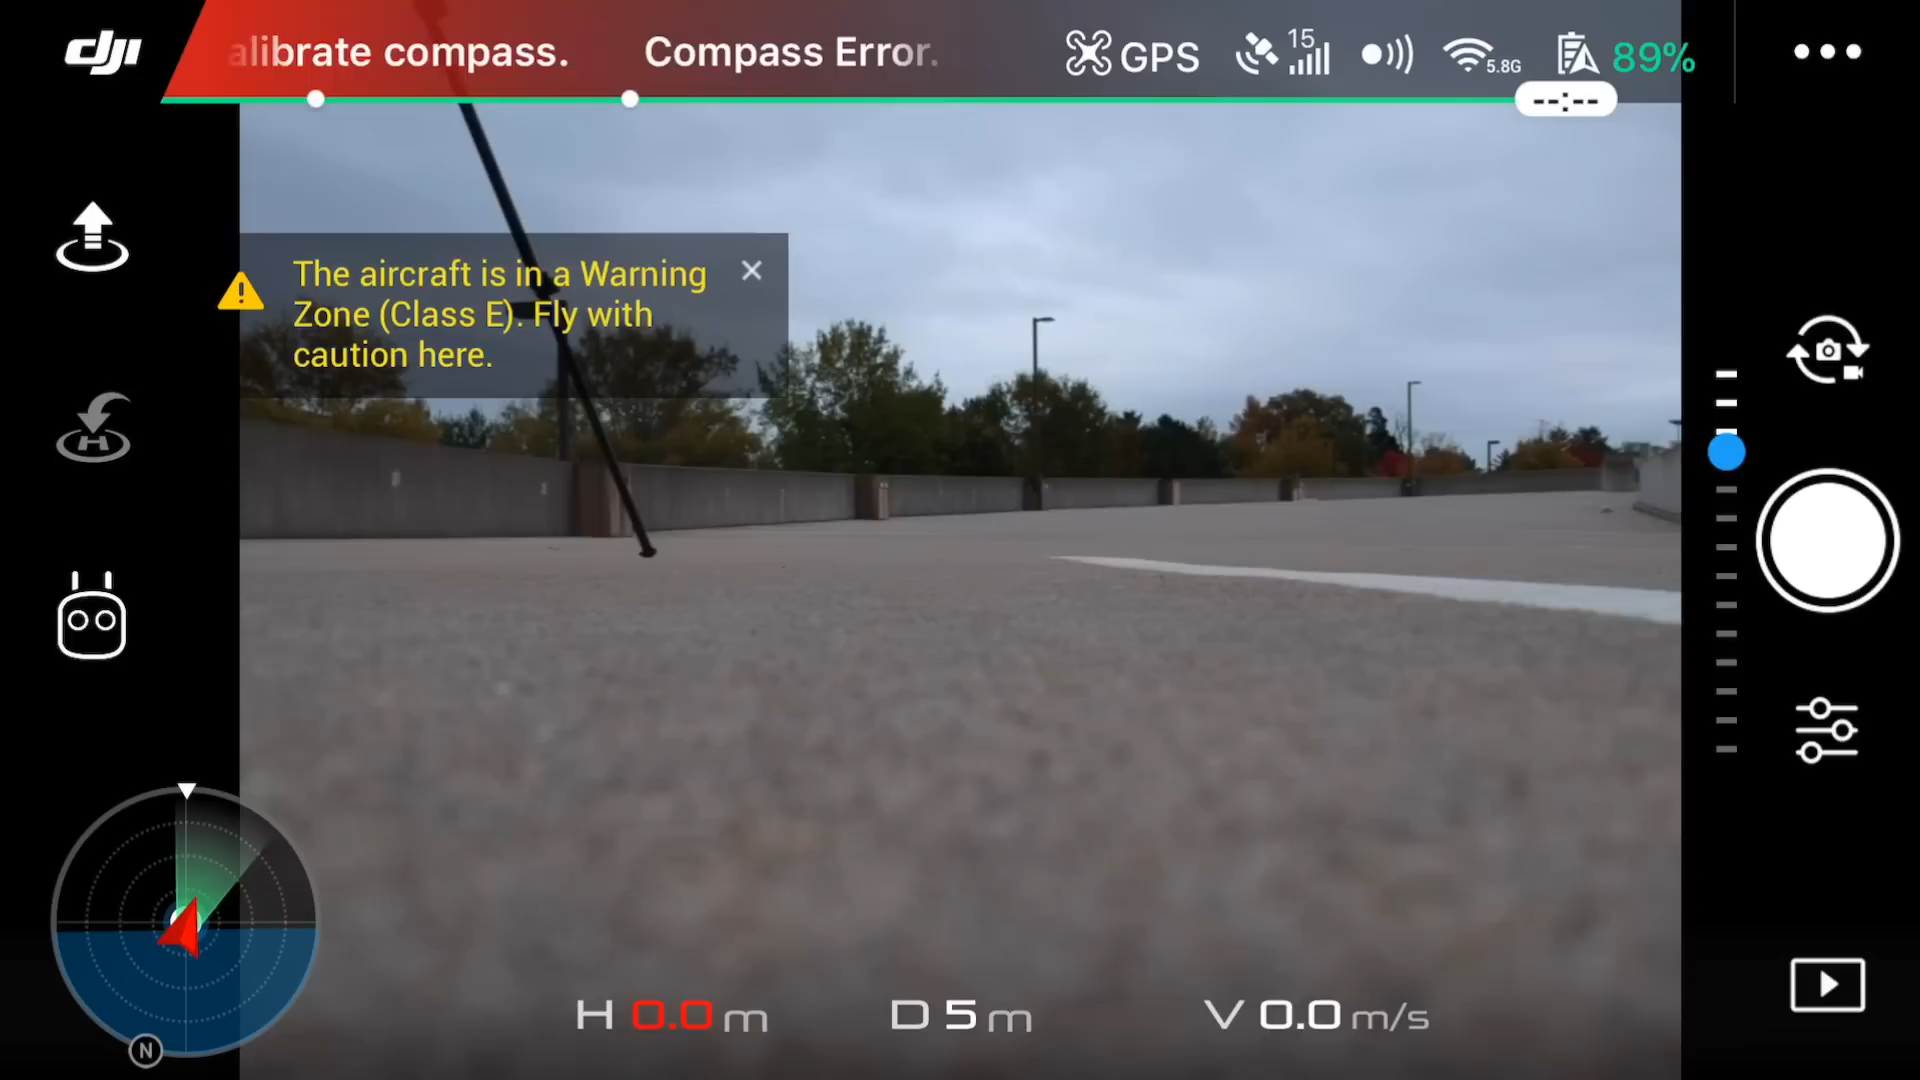 dji
alibrate compass. Compass Error.
GPS
15
5.8G
89%
--:--
The aircraft is in a Warning
Zone (Class E). Fly with
caution here.
H
N
H 0.0 m D 5 m V 0.0 m/s